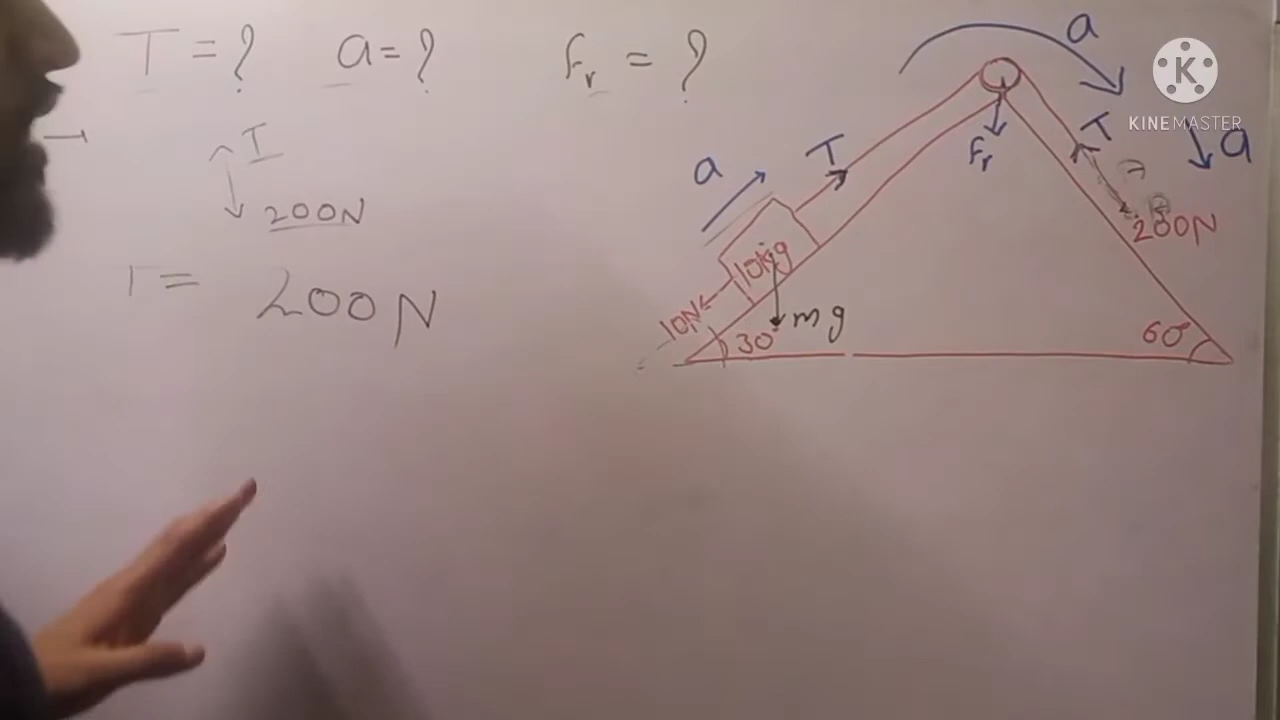 T = ? a = ? Fr = ?
T
200N
T = 200N
a
K
KINEMASTER
a
T
T
a
Fr
200N
10kg
10N
mg
30°
60°